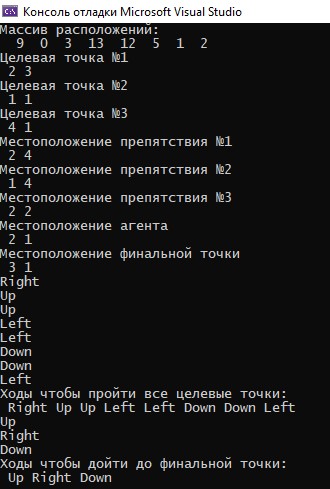 Консоль отладки Microsoft Visual Studio
Массив расположений:
9 0 3 13 12 5 1 2
Целевая точка №1
2 3
Целевая точка №2
1 1
Целевая точка №3
4 1
Местоположение препятствия №1
2 4
Местоположение препятствия №2
1 4
Местоположение препятствия №3
2 2
Местоположение агента
2 1
Местоположение финальной точки
3 1
Right
Up
Up
Left
Left
Down
Down
Left
Ходы чтобы пройти все целевые точки:
Right Up Up Left Left Down Down Left
Up
Right
Down
Ходы чтобы дойти до финальной точки:
Up Right Down